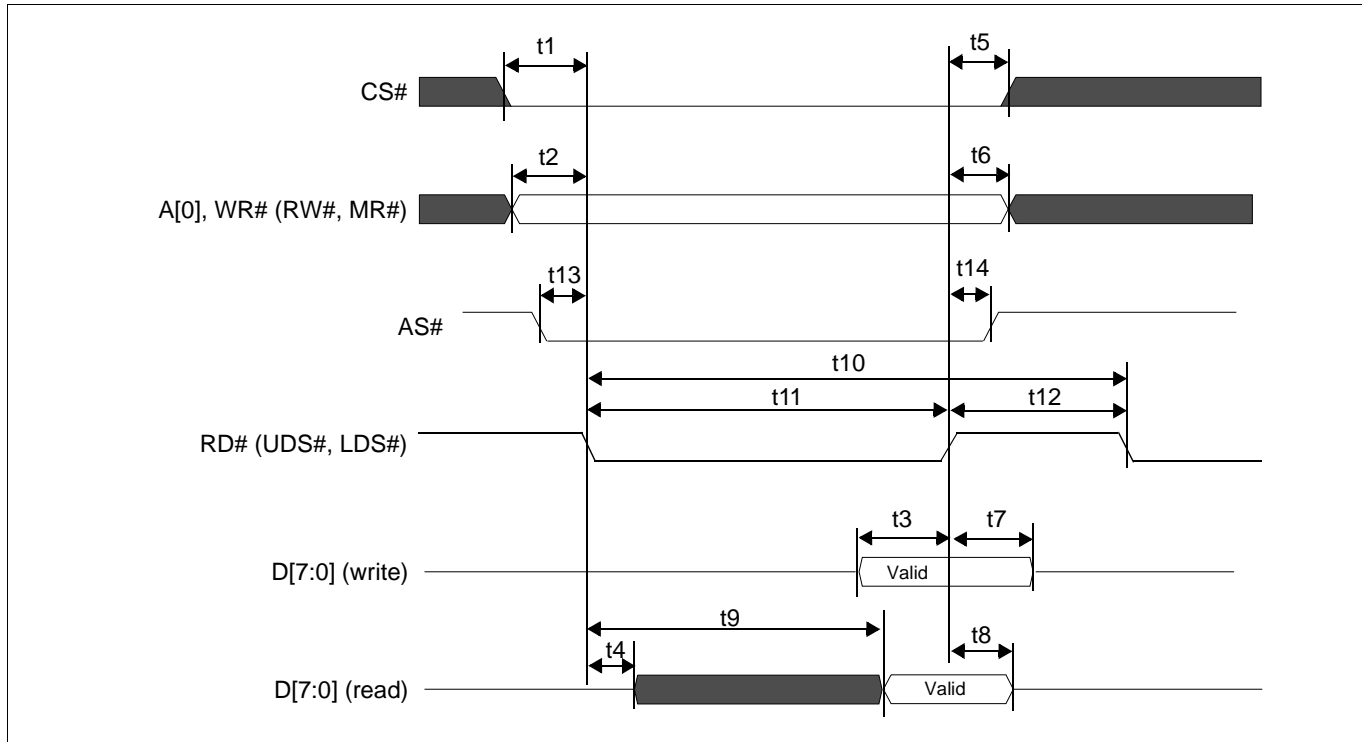 t1 t5
CS#
t2 t6
A[0], WR# (RW#, MR#)
t13 t14
AS#
t10
t11 t12
RD# (UDS#, LDS#)
t3 t7
D[7:0] (write) Valid
t9
t4 t8
D[7:0] (read) Valid